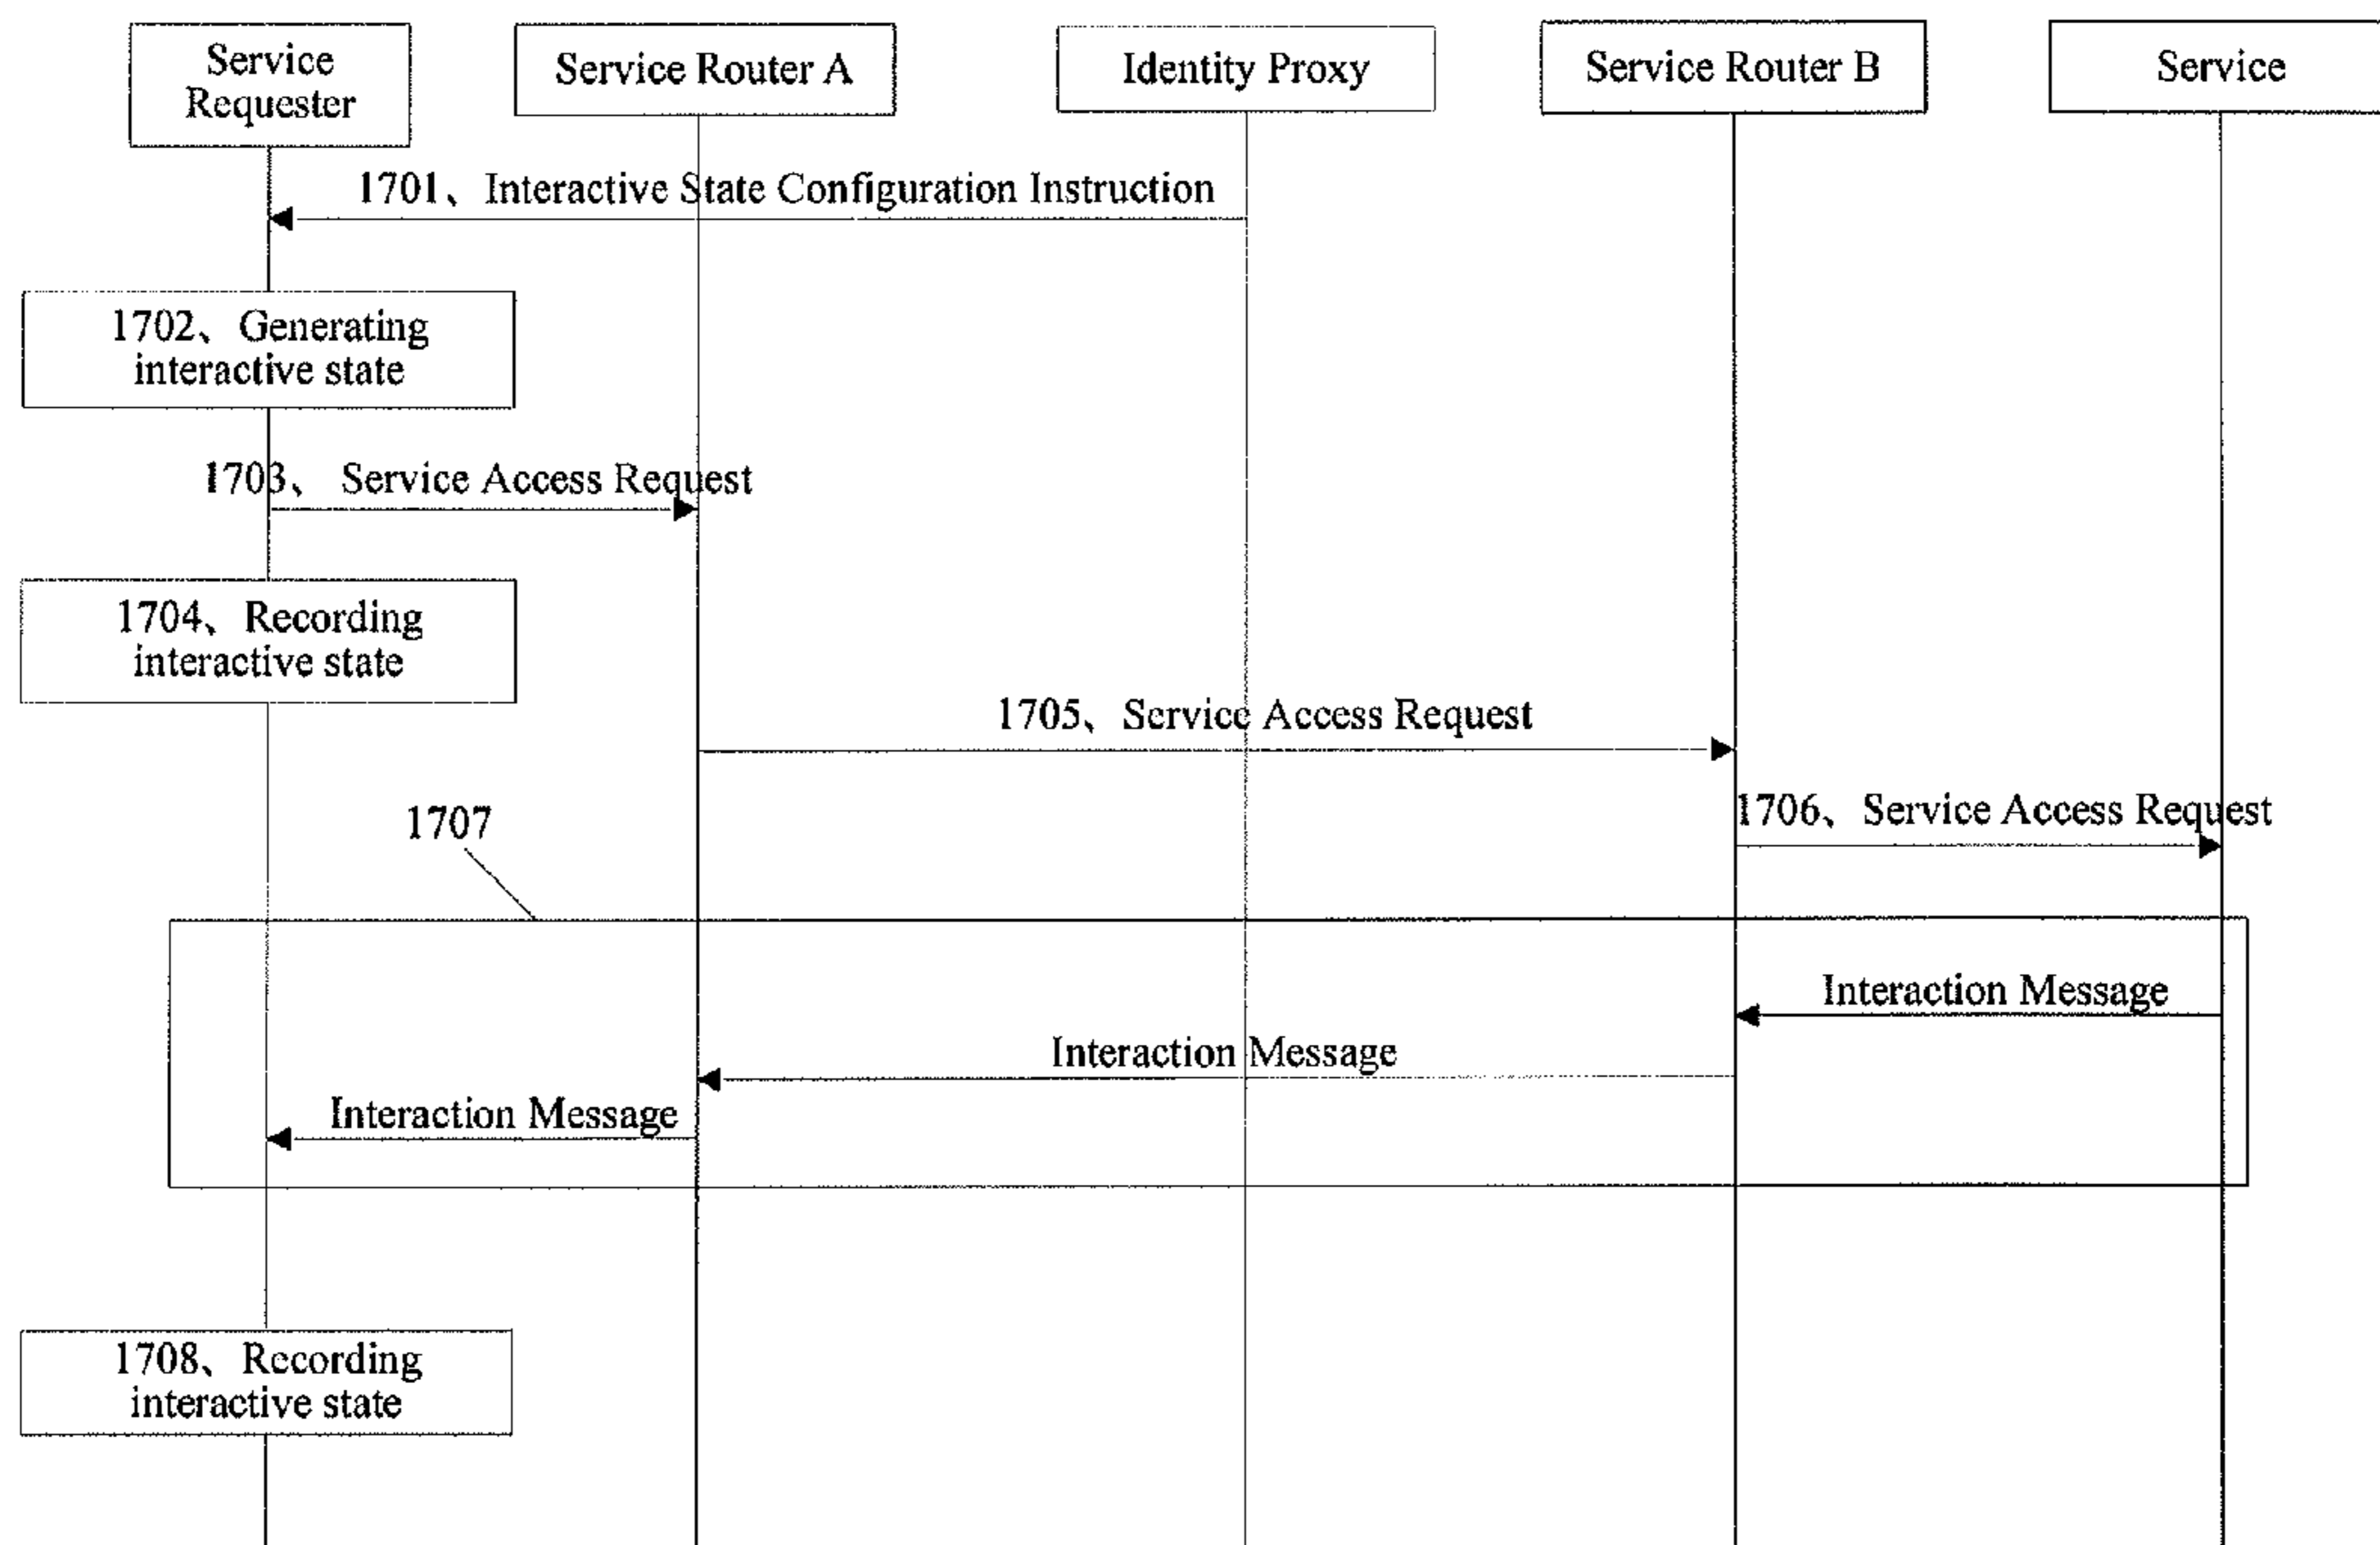 Service
Requester
Service Router A
Identity Proxy
Service Router B
Service
1701、Interactive State Configuration Instruction
1702、Generating
interactive state
1703、 Service Access Request
1704、Recording
interactive state
1705、Service Access Request
1706、Service Access Request
1707
Interaction Message
Interaction Message
Interaction Message
1708、Recording
interactive state